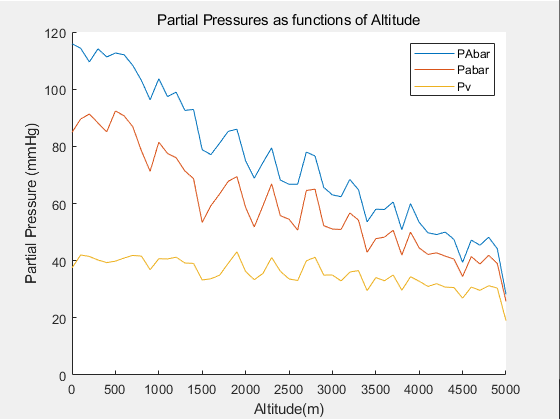 Partial Pressures as functions of Altitude
PAbar
Pabar
Pv
Partial Pressure (mmHg)
120
100
80
60
40
20
0
0 500 1000 1500 2000 2500 3000 3500 4000 4500 5000
Altitude(m)